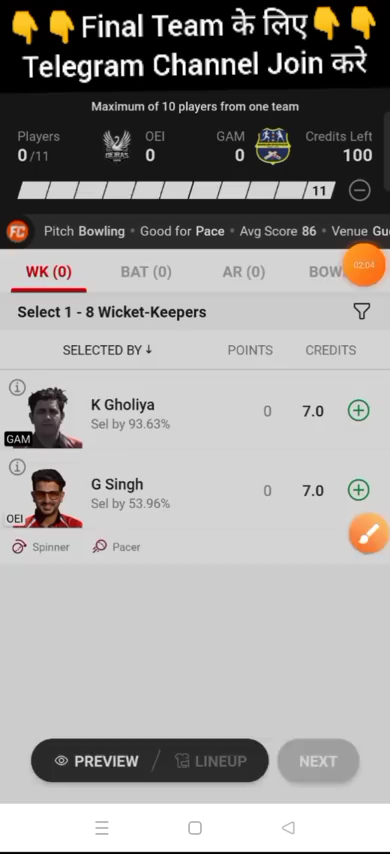 👇👇Final Team के लिए👇👇
Telegram Channel Join करे
Maximum of 10 players from one team
Players OEI GAM Credits Left
0/11 0 0 100
11
FC Pitch Bowling • Good for Pace • Avg Score 86 • Venue Gu
WK (0) BAT (0) AR (0) BOW
02:04
Select 1 - 8 Wicket-Keepers
SELECTED BY ↓ POINTS CREDITS
K Gholiya
Sel by 93.63%
0 7.0
GAM
G Singh
Sel by 53.96%
0 7.0
OEI
Spinner Pacer
PREVIEW / LINEUP NEXT